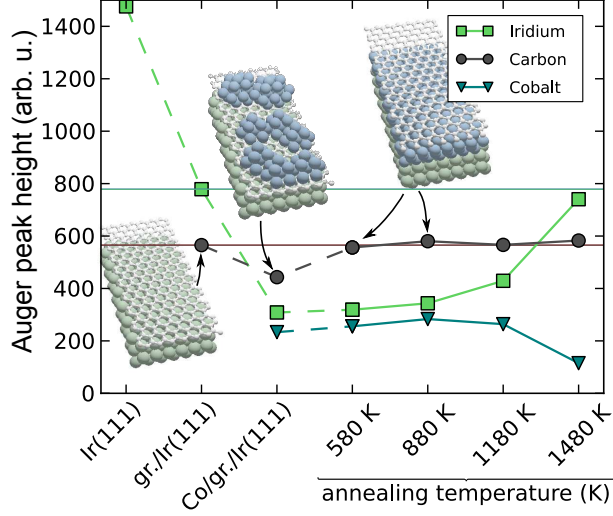 Auger peak height (arb. u.)
1400
1200
1000
800
600
400
200
0
Iridium
Carbon
Cobalt
Ir(111)
gr./Ir(111)
Co/gr./Ir(111)
580 K
880 K
1180 K
1480 K
annealing temperature (K)